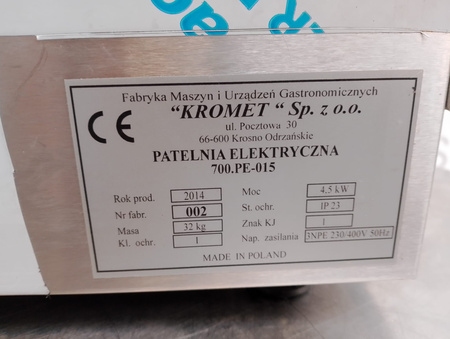 Fabryka Maszyn i Urządzeń Gastronomicznych
"KROMET " Sp. z o.o.
ul. Pocztowa 30
66-600 Krosno Odrzańskie
CE
PATELNIA ELEKTRYCZNA
700.PE-015
Rok prod. 2014 Moc 4,5 kW
Nr fabr. 002 St. ochr. IP 23
Masa 32 kg Znak KJ 1
Kl. ochr. 1 Nap. zasilania 3NPE 230/400V 50Hz
MADE IN POLAND